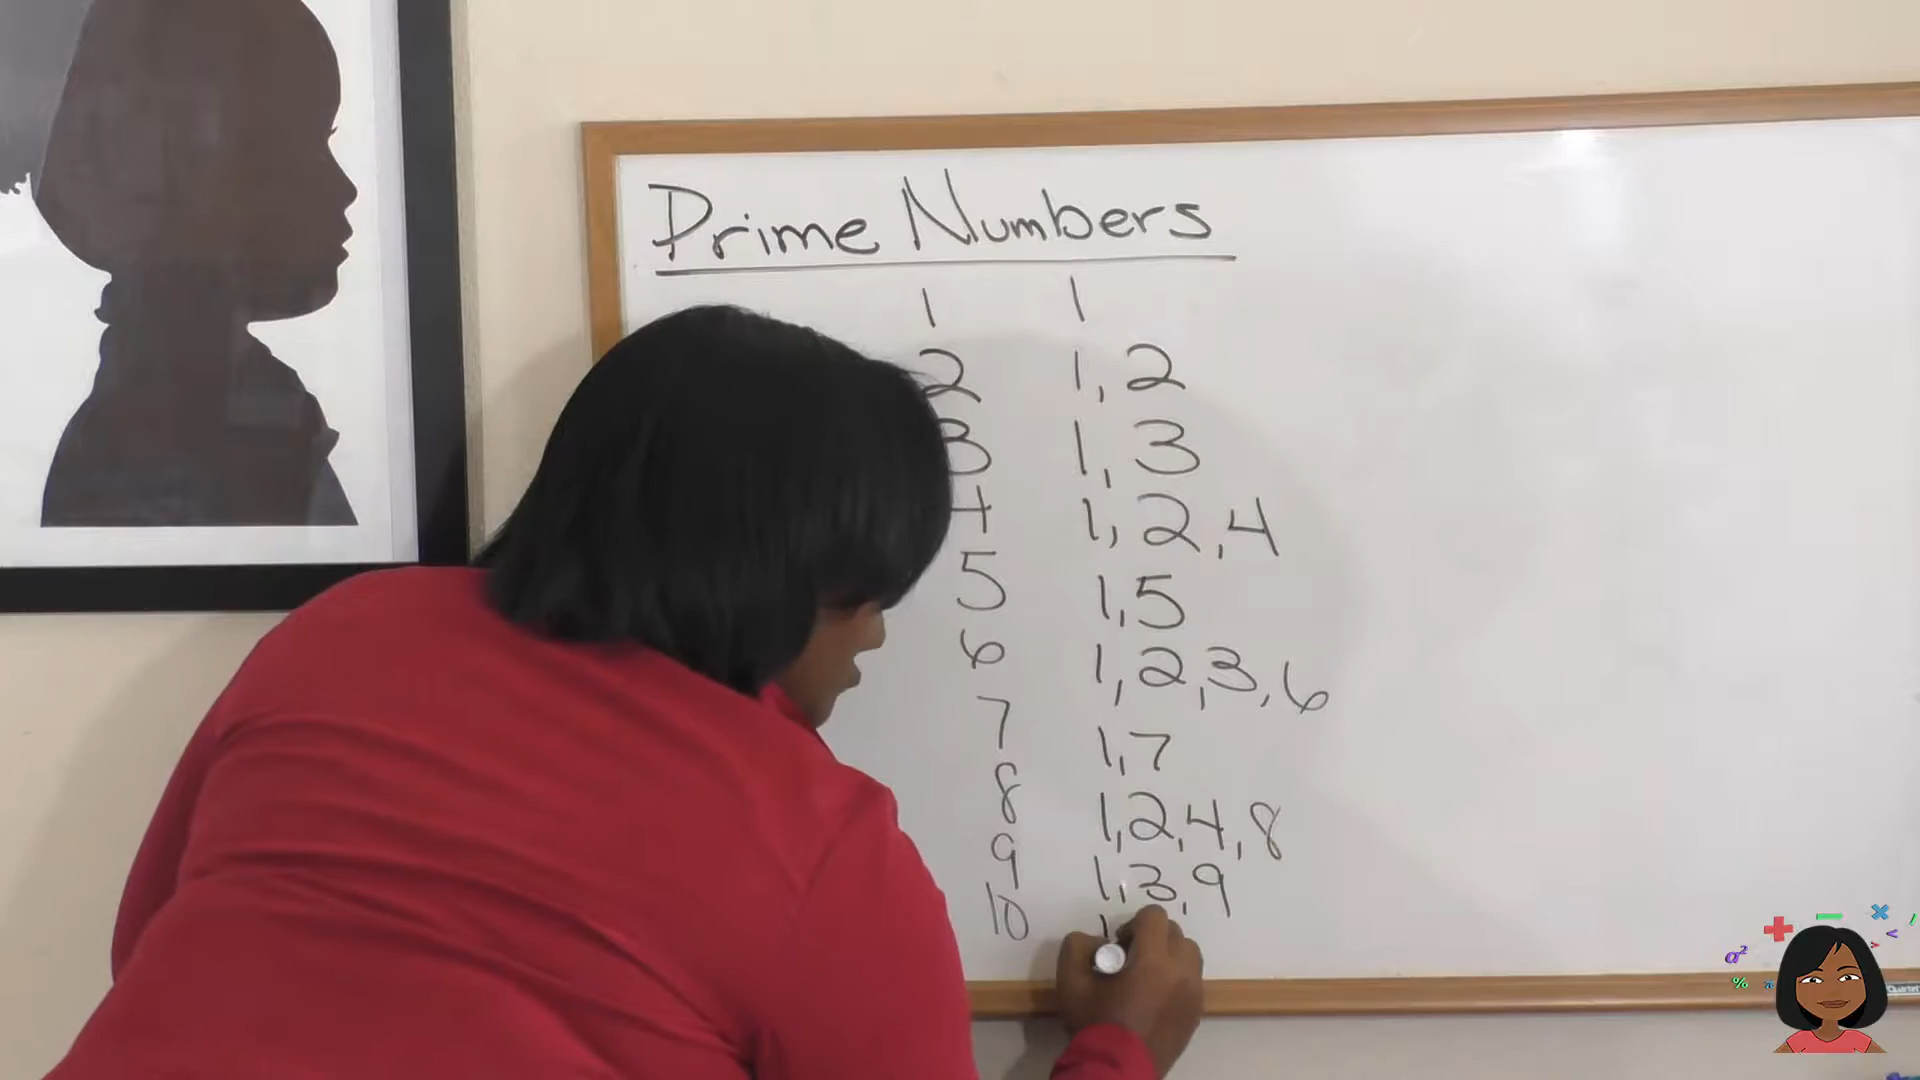 Prime Numbers
1 1
2 1, 2
3 1, 3
4 1, 2, 4
5 1, 5
6 1, 2, 3, 6
7 1, 7
8 1, 2, 4, 8
9 1, 3, 9
10 1